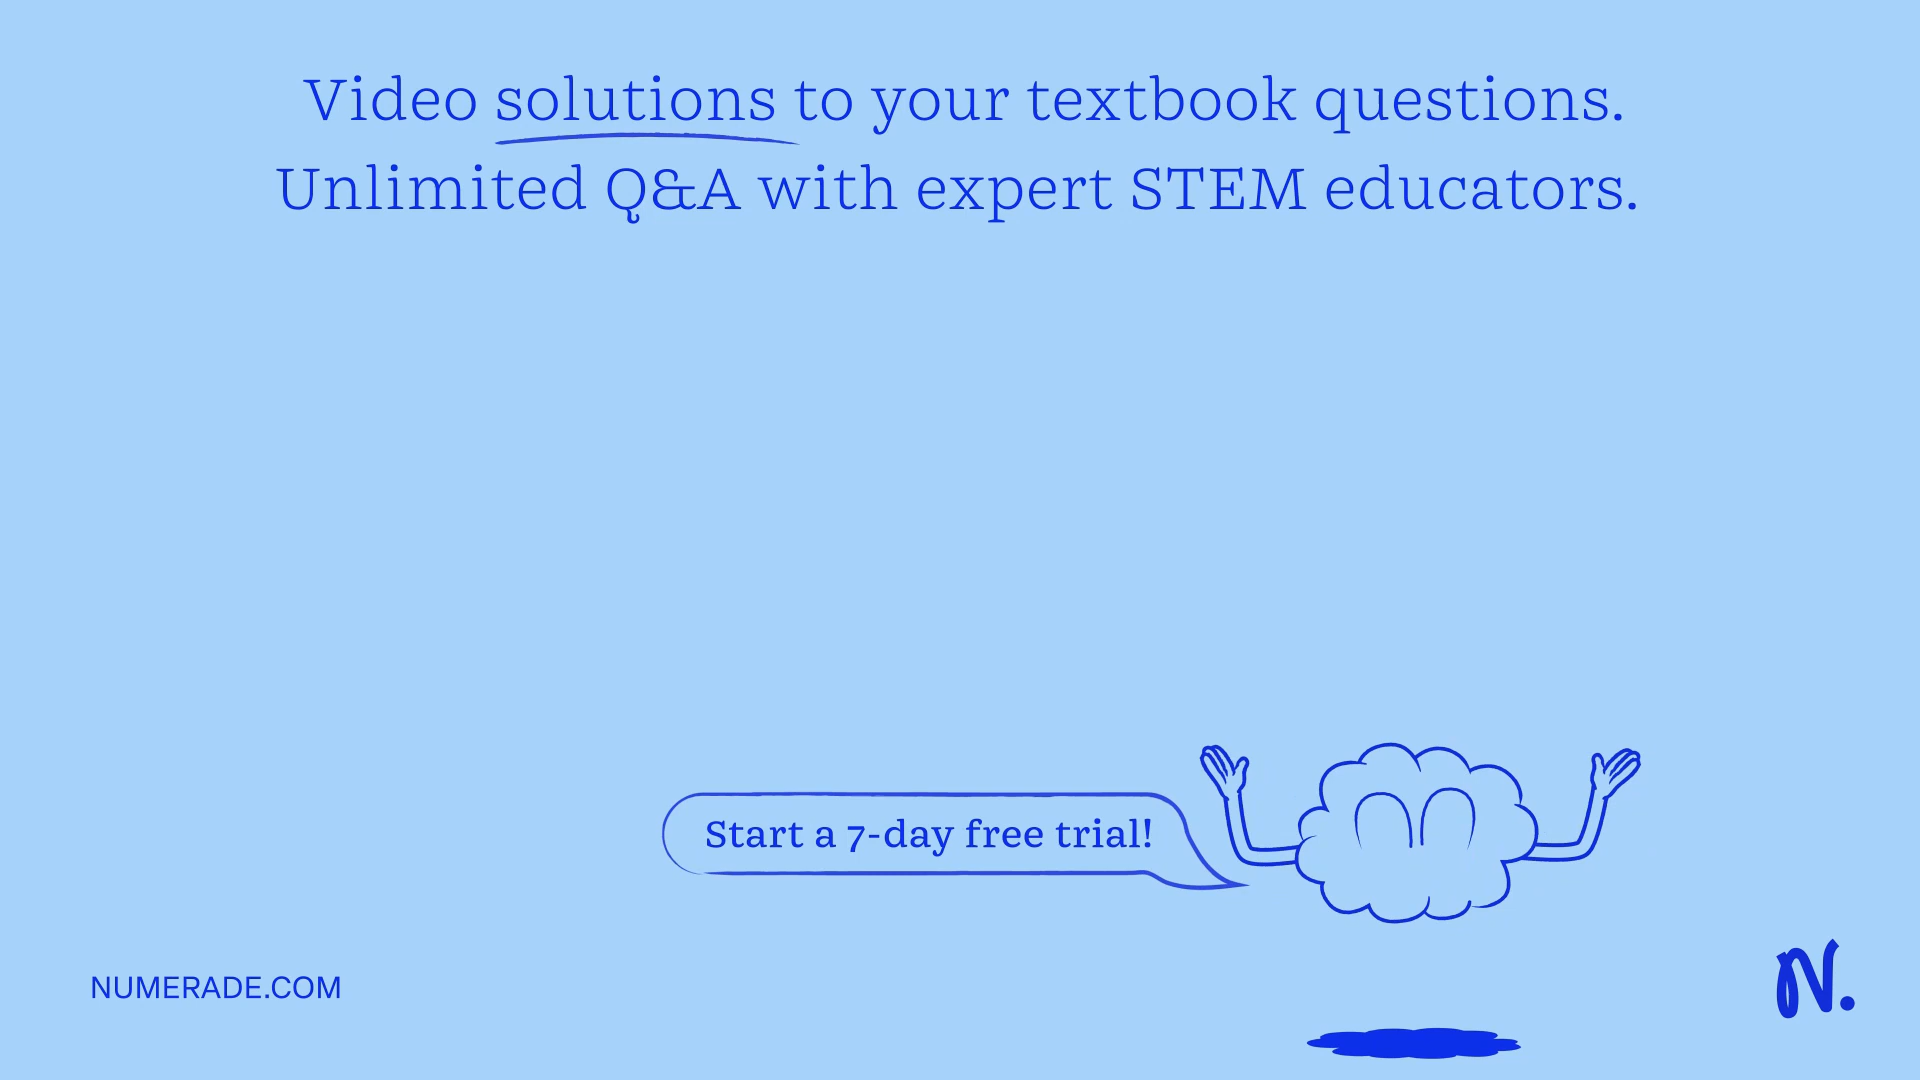 Video solutions to your textbook questions.
Unlimited Q&A with expert STEM educators.
Start a 7-day free trial!
NUMERADE.COM
N.